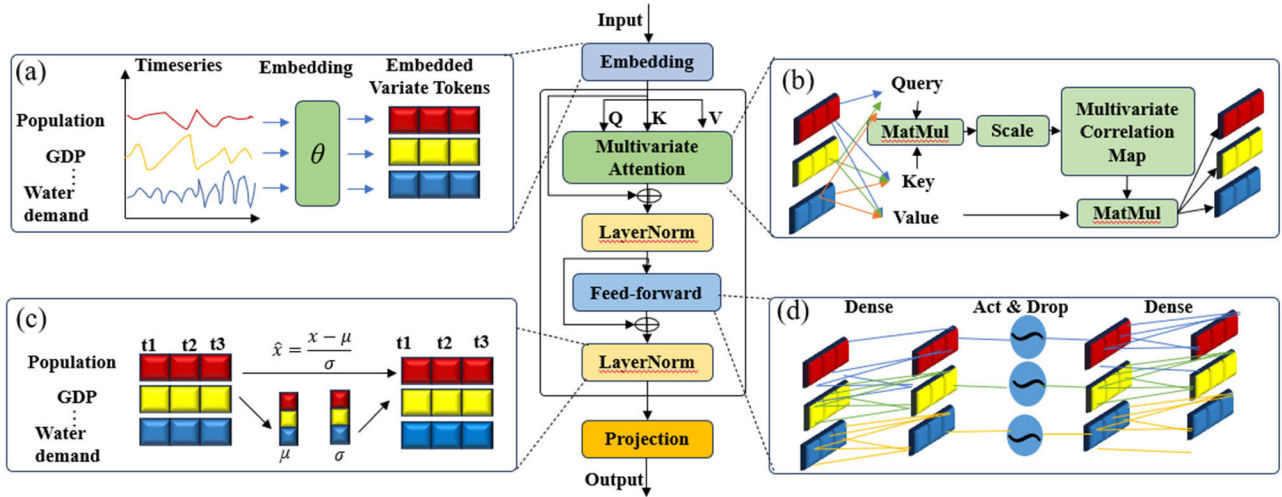 Input
Embedding
Q K V
Multivariate
Attention
LayerNorm
Feed-forward
LayerNorm
Projection
Output
(a)
Timeseries
Embedding
Embedded
Variate Tokens
Population
GDP
⋮
Water
demand
θ
(b)
Query
MatMul
Scale
Multivariate
Correlation
Map
Key
Value
MatMul
(c)
t1 t2 t3
x̂ = (x − μ) / σ
t1 t2 t3
Population
GDP
⋮
Water
demand
μ σ
(d)
Dense Act & Drop Dense